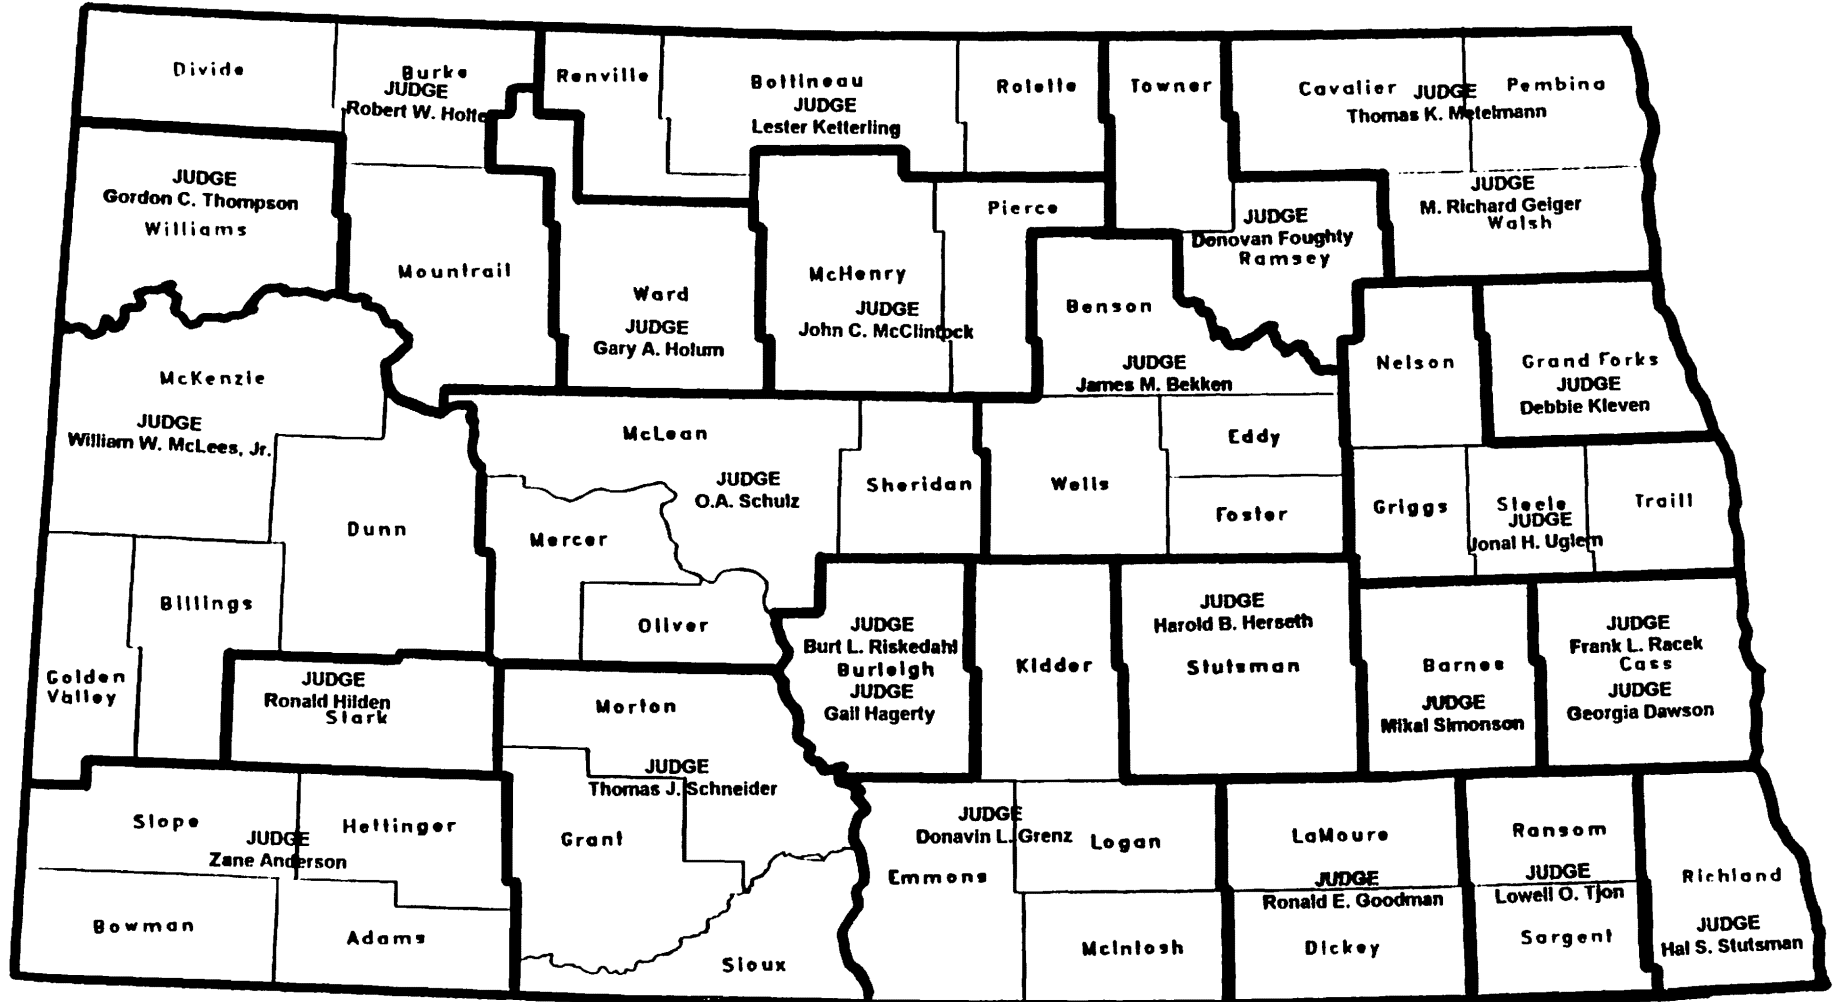 Divide
Burke
JUDGE
Robert W. Holte
Renville
Bottineau
JUDGE
Lester Ketterling
Rolette
Towner
Cavalier
JUDGE
Thomas K. Metelmann
Pembina
JUDGE
Gordon C. Thompson
Williams
Mountrail
Ward
JUDGE
Gary A. Holum
McHenry
JUDGE
John C. McClintock
Pierce
Benson
JUDGE
James M. Bekken
JUDGE
Donovan Foughty
Ramsey
JUDGE
M. Richard Geiger
Walsh
Nelson
Grand Forks
JUDGE
Debbie Kleven
McKenzie
JUDGE
William W. McLees, Jr.
Dunn
McLean
JUDGE
O.A. Schulz
Sheridan
Wells
Eddy
Foster
Griggs
Steele
JUDGE
Jonal H. Uglem
Traill
Mercer
Oliver
Billings
Golden
Valley
JUDGE
Ronald Hilden
Stark
Morton
JUDGE
Thomas J. Schneider
Grant
Sioux
JUDGE
Burt L. Riskedahl
Burleigh
JUDGE
Gail Hagerty
Kidder
JUDGE
Harold B. Herseth
Stutsman
Barnes
JUDGE
Mikal Simonson
JUDGE
Frank L. Racek
Cass
JUDGE
Georgia Dawson
Slope
JUDGE
Zane Anderson
Hettinger
Bowman
Adams
JUDGE
Donavin L. Grenz
Emmons
Logan
McIntosh
LaMoure
JUDGE
Ronald E. Goodman
Dickey
Ransom
JUDGE
Lowell O. Tjon
Sargent
Richland
JUDGE
Hal S. Stutsman